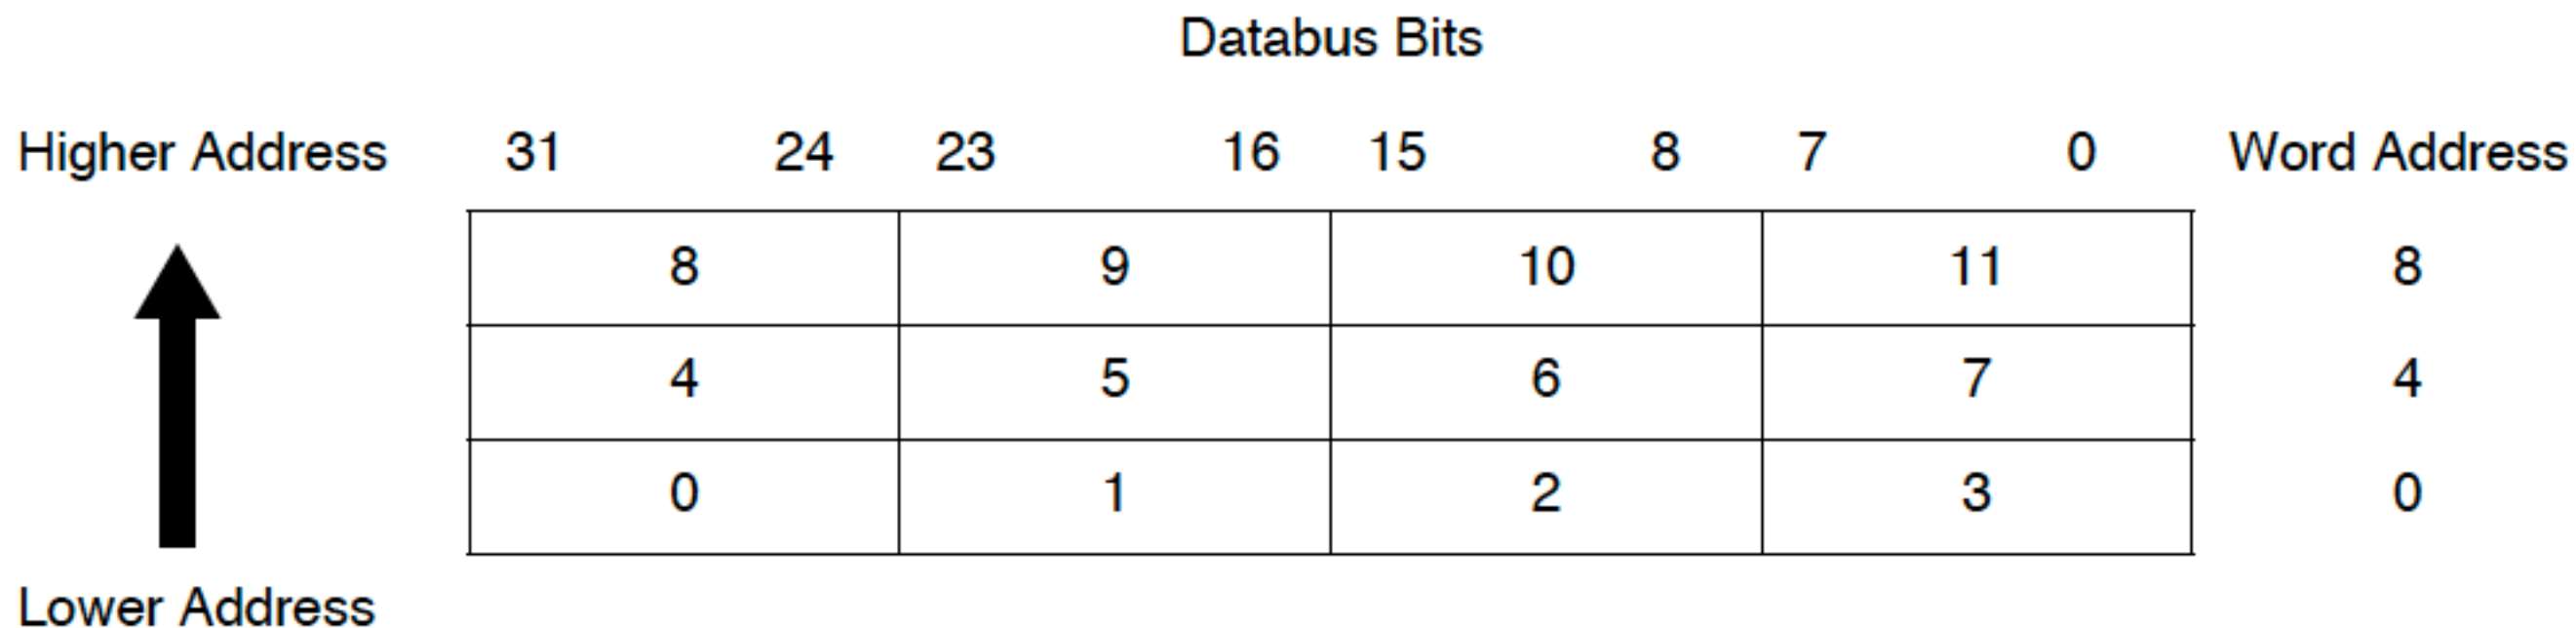 Databus Bits
Higher Address 31 24 23 16 15 8 7 0 Word Address
8 9 10 11 8
4 5 6 7 4
0 1 2 3 0
Lower Address